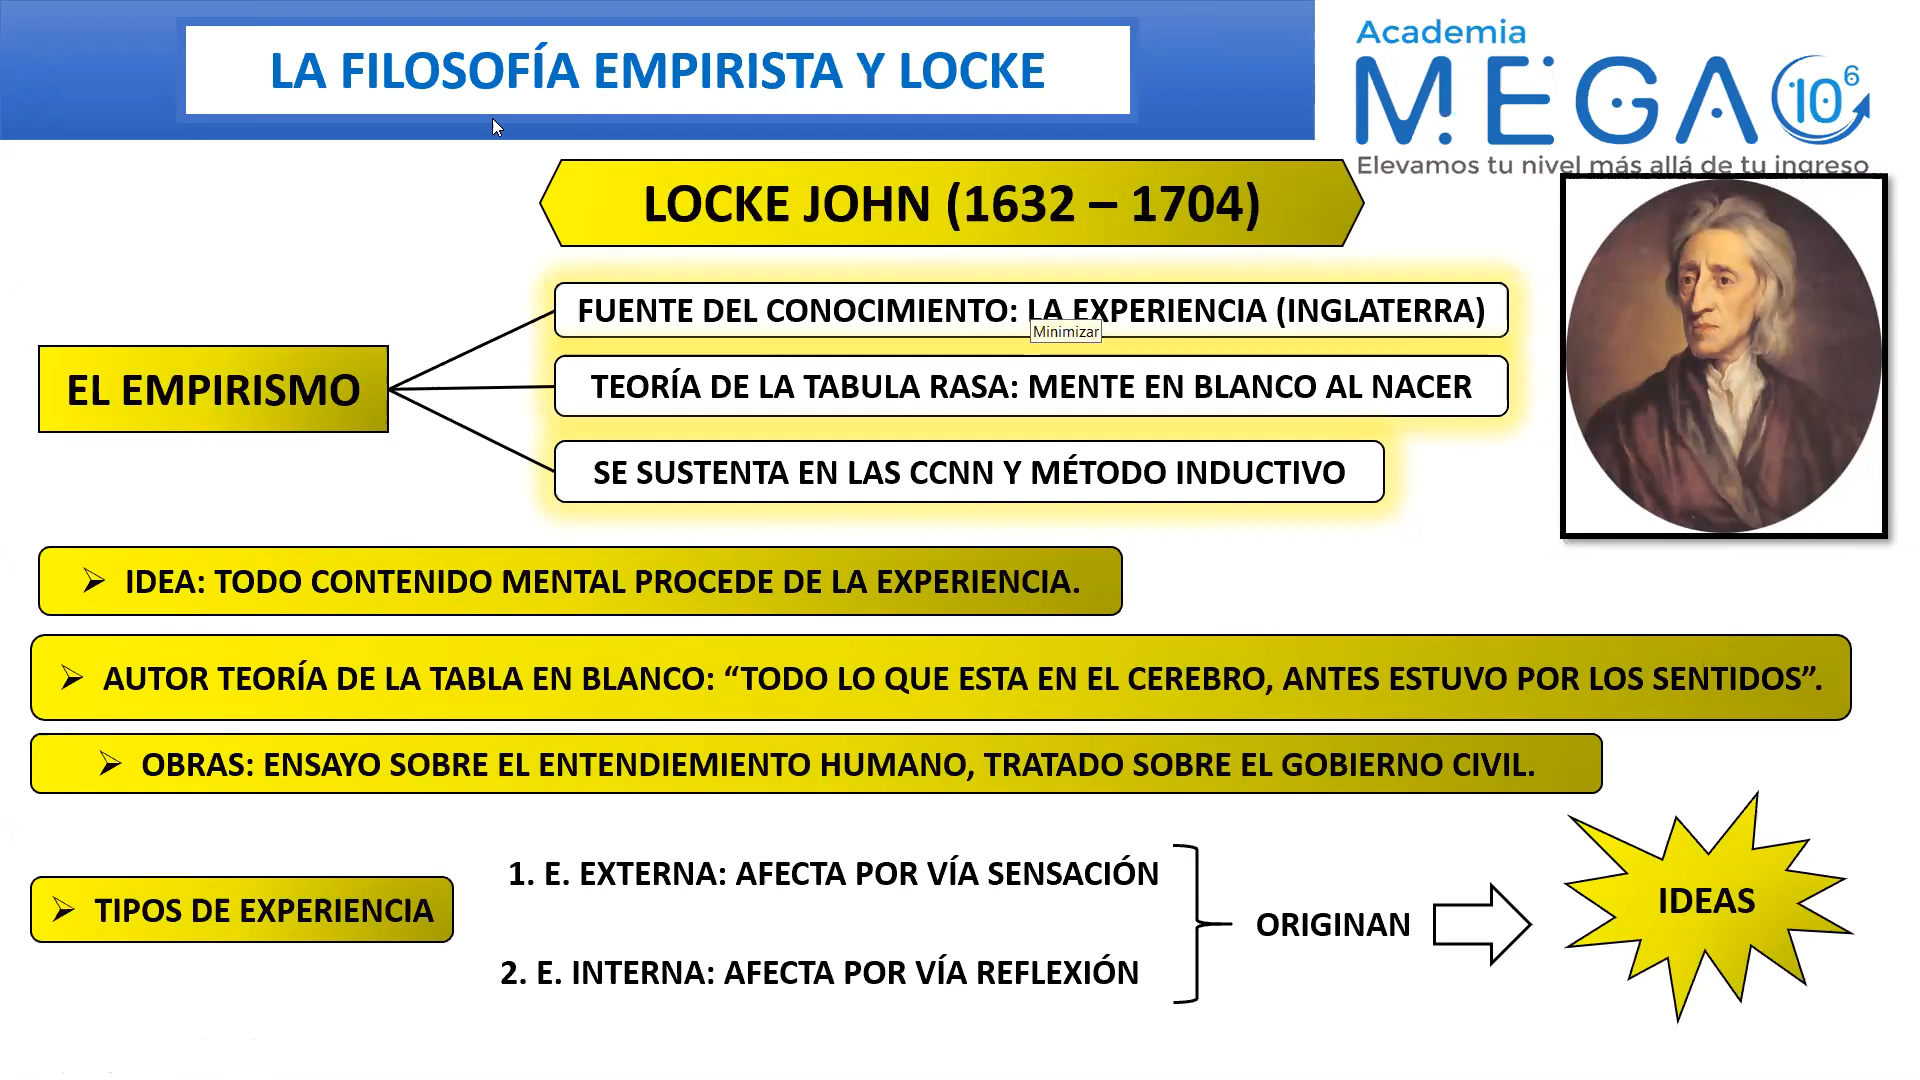 LA FILOSOFÍA EMPIRISTA Y LOCKE
Academia
MEGA 10⁶
Elevamos tu nivel más allá de tu ingreso
LOCKE JOHN (1632 – 1704)
EL EMPIRISMO
FUENTE DEL CONOCIMIENTO: LA EXPERIENCIA (INGLATERRA)
Minimizar
TEORÍA DE LA TABULA RASA: MENTE EN BLANCO AL NACER
SE SUSTENTA EN LAS CCNN Y MÉTODO INDUCTIVO
➢ IDEA: TODO CONTENIDO MENTAL PROCEDE DE LA EXPERIENCIA.
➢ AUTOR TEORÍA DE LA TABLA EN BLANCO: “TODO LO QUE ESTA EN EL CEREBRO, ANTES ESTUVO POR LOS SENTIDOS”.
➢ OBRAS: ENSAYO SOBRE EL ENTENDIEMIENTO HUMANO, TRATADO SOBRE EL GOBIERNO CIVIL.
➢ TIPOS DE EXPERIENCIA
1. E. EXTERNA: AFECTA POR VÍA SENSACIÓN
2. E. INTERNA: AFECTA POR VÍA REFLEXIÓN
ORIGINAN
IDEAS